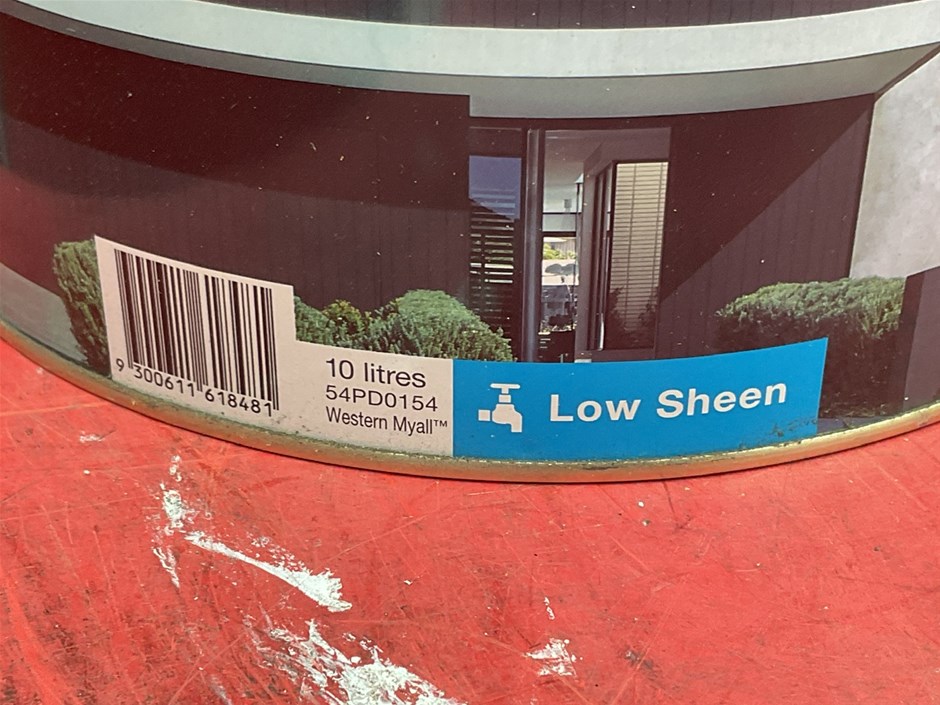 9 300611 618481
10 litres
54PD0154
Western Myall™
Low Sheen